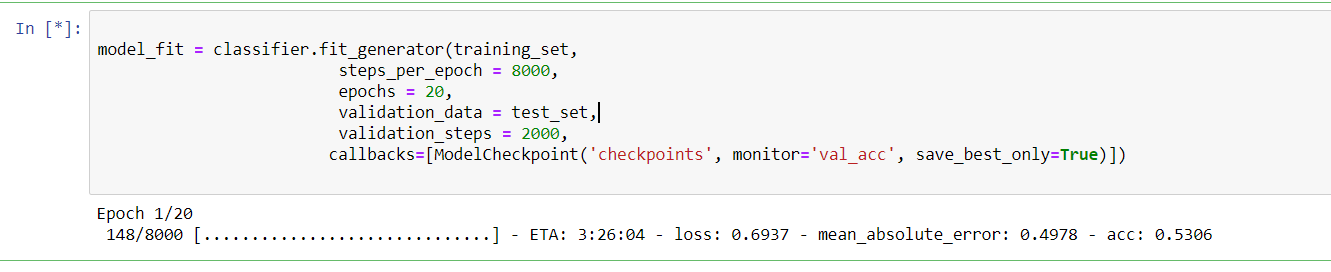 In [*]:
model_fit = classifier.fit_generator(training_set,
steps_per_epoch = 8000,
epochs = 20,
validation_data = test_set,
validation_steps = 2000,
callbacks=[ModelCheckpoint('checkpoints', monitor='val_acc', save_best_only=True)])
Epoch 1/20
148/8000 [..............................] - ETA: 3:26:04 - loss: 0.6937 - mean_absolute_error: 0.4978 - acc: 0.5306